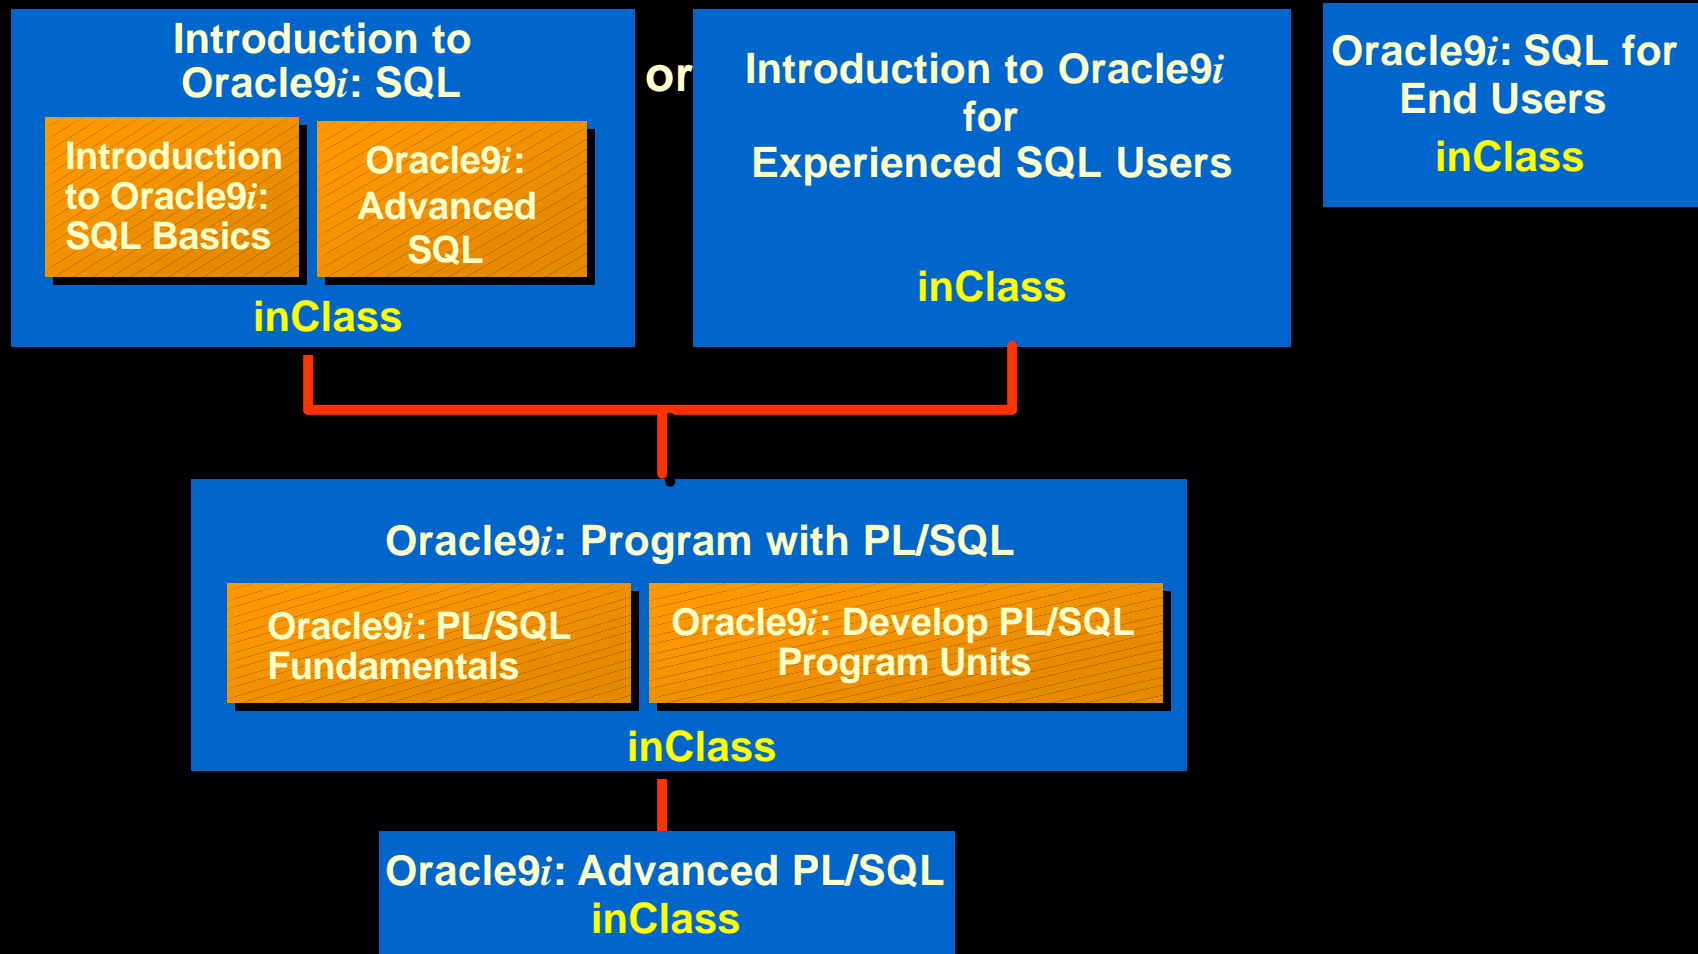 Introduction to
Oracle9i: SQL
Introduction
to Oracle9i:
SQL Basics
Oracle9i:
Advanced
SQL
inClass
or
Introduction to Oracle9i
for
Experienced SQL Users
inClass
Oracle9i: SQL for
End Users
inClass
Oracle9i: Program with PL/SQL
Oracle9i: PL/SQL
Fundamentals
Oracle9i: Develop PL/SQL
Program Units
inClass
Oracle9i: Advanced PL/SQL
inClass